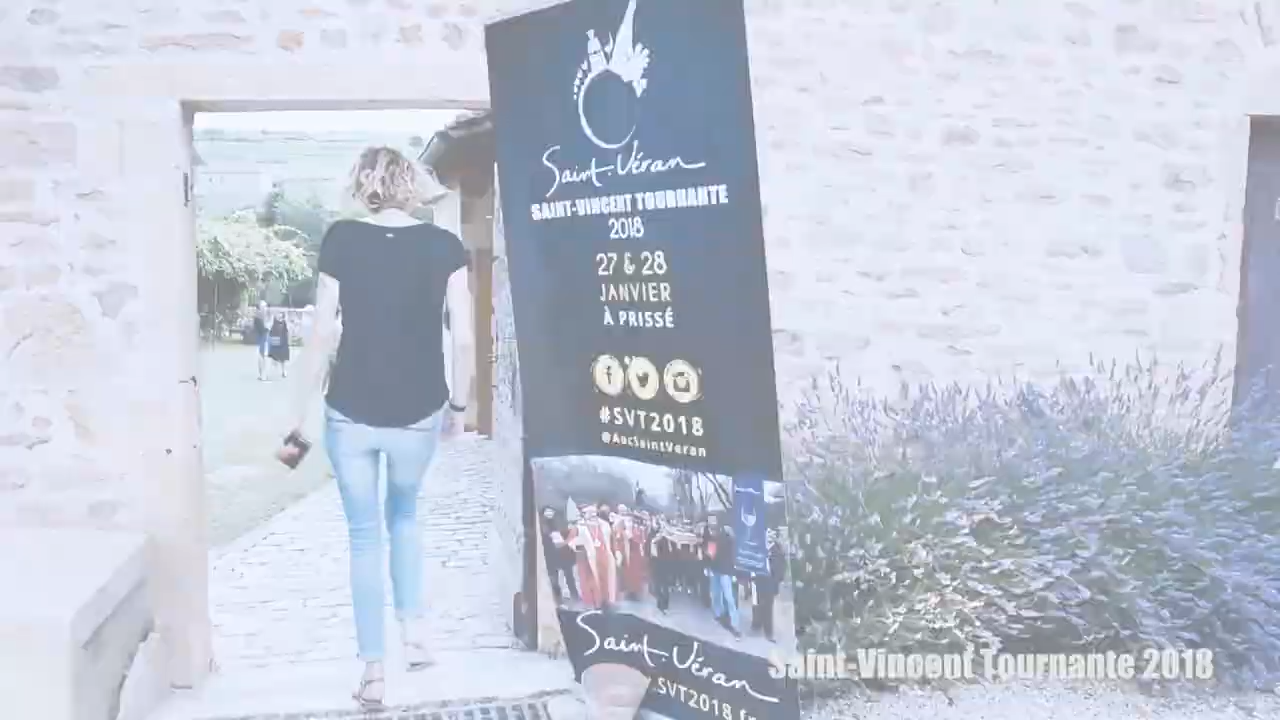 Saint-Véran
SAINT-VINCENT TOURNANTE
2018
27 & 28
JANVIER
À PRISSÉ
#SVT2018
@AocSaintVeran
Saint-Véran
.SVT2018.fr
Saint-Vincent Tournante 2018